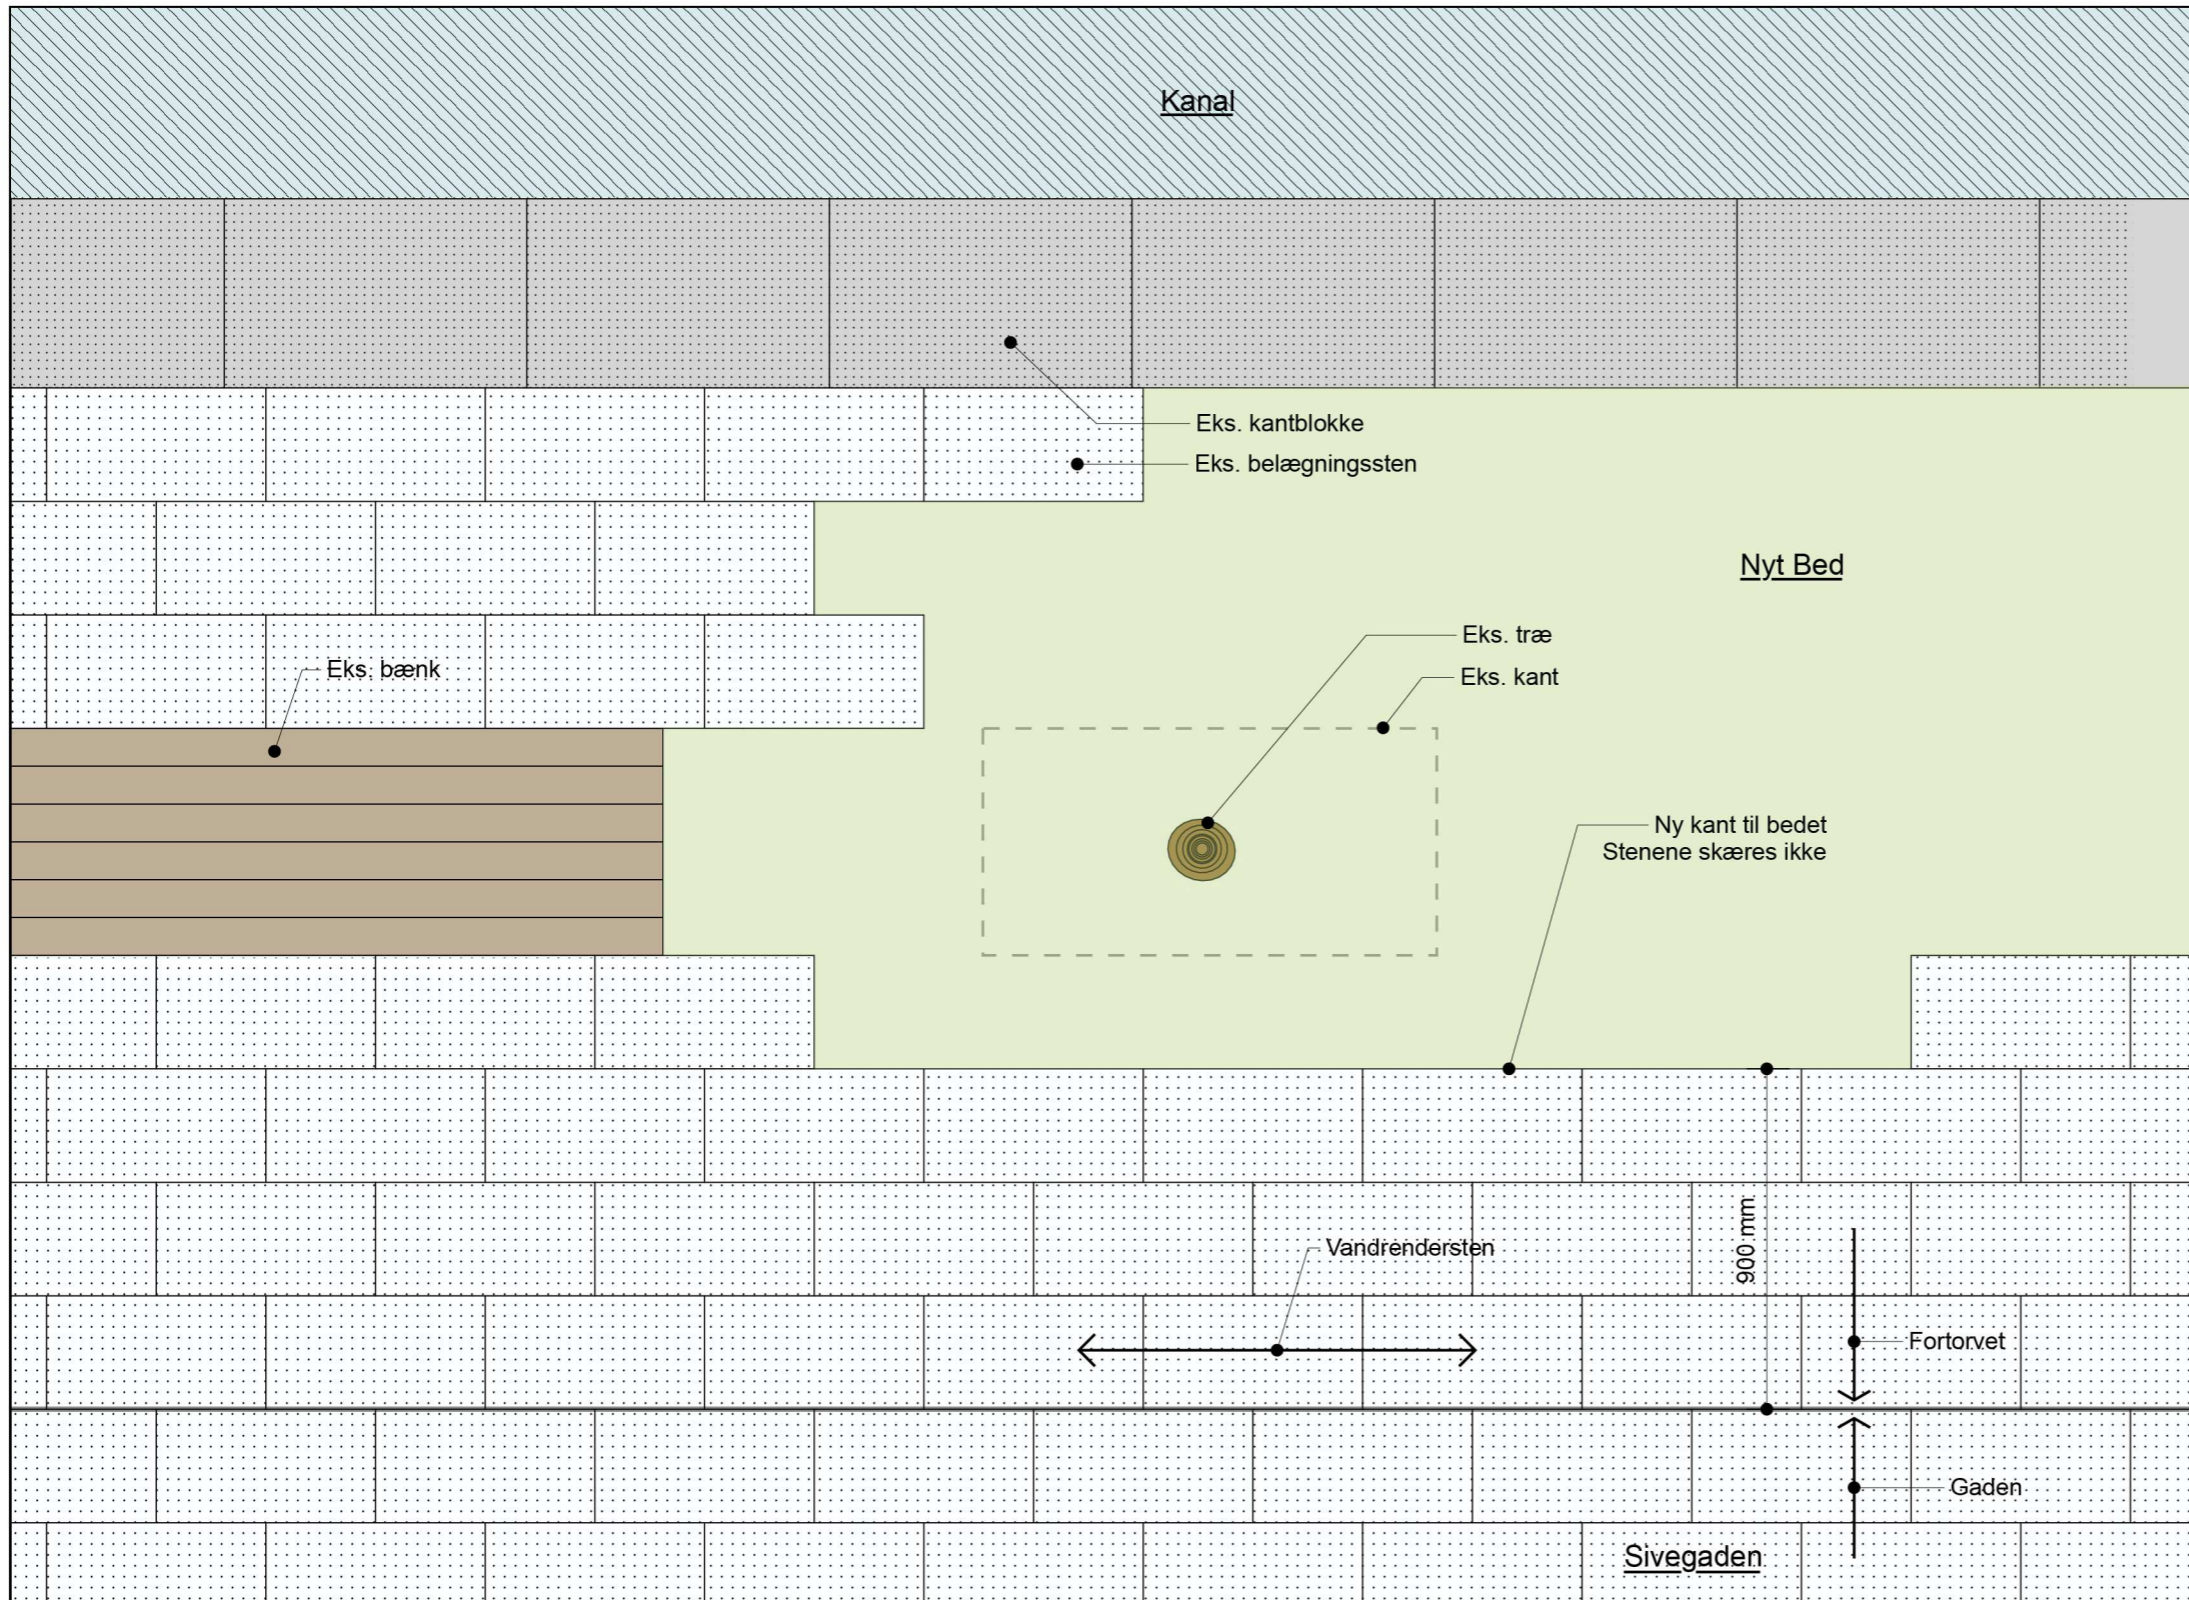 Kanal
Eks. kantblokke
Eks. belægningssten
Nyt Bed
Eks. træ
Eks. bænk
Eks. kant
Ny kant til bedet
Stenene skæres ikke
900 mm
Vandrendersten
Fortorvet
Gaden
Sivegaden